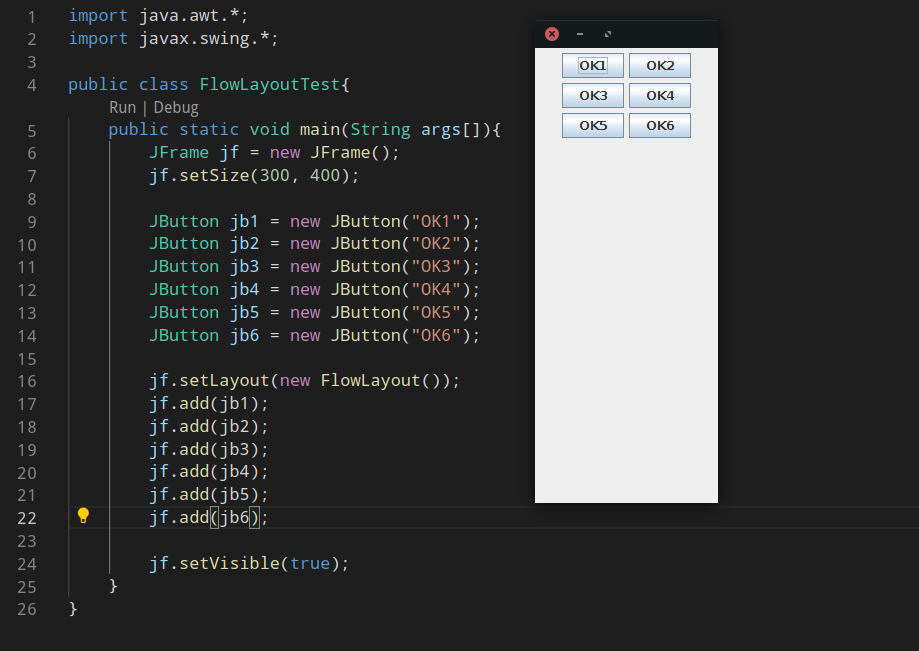 1 import java.awt.*;
2 import javax.swing.*;
3
4 public class FlowLayoutTest{
Run | Debug
5 public static void main(String args[]){
6 JFrame jf = new JFrame();
7 jf.setSize(300, 400);
8
9 JButton jb1 = new JButton("OK1");
10 JButton jb2 = new JButton("OK2");
11 JButton jb3 = new JButton("OK3");
12 JButton jb4 = new JButton("OK4");
13 JButton jb5 = new JButton("OK5");
14 JButton jb6 = new JButton("OK6");
15
16 jf.setLayout(new FlowLayout());
17 jf.add(jb1);
18 jf.add(jb2);
19 jf.add(jb3);
20 jf.add(jb4);
21 jf.add(jb5);
22 jf.add(jb6);
23
24 jf.setVisible(true);
25 }
26 }
OK1 OK2
OK3 OK4
OK5 OK6